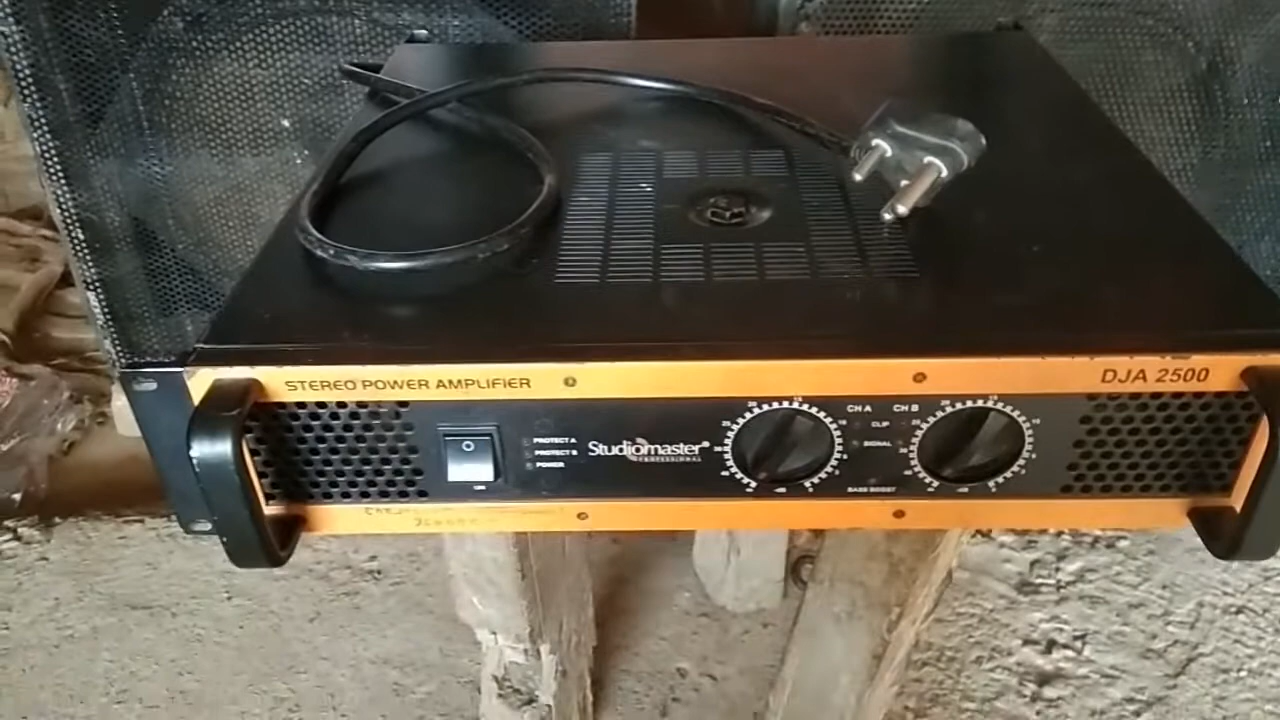 STEREO POWER AMPLIFIER
DJA 2500
PROTECT A
PROTECT B
POWER
Studiomaster®
PROFESSIONAL
CH A CH B
CLIP
SIGNAL
BASS BOOST